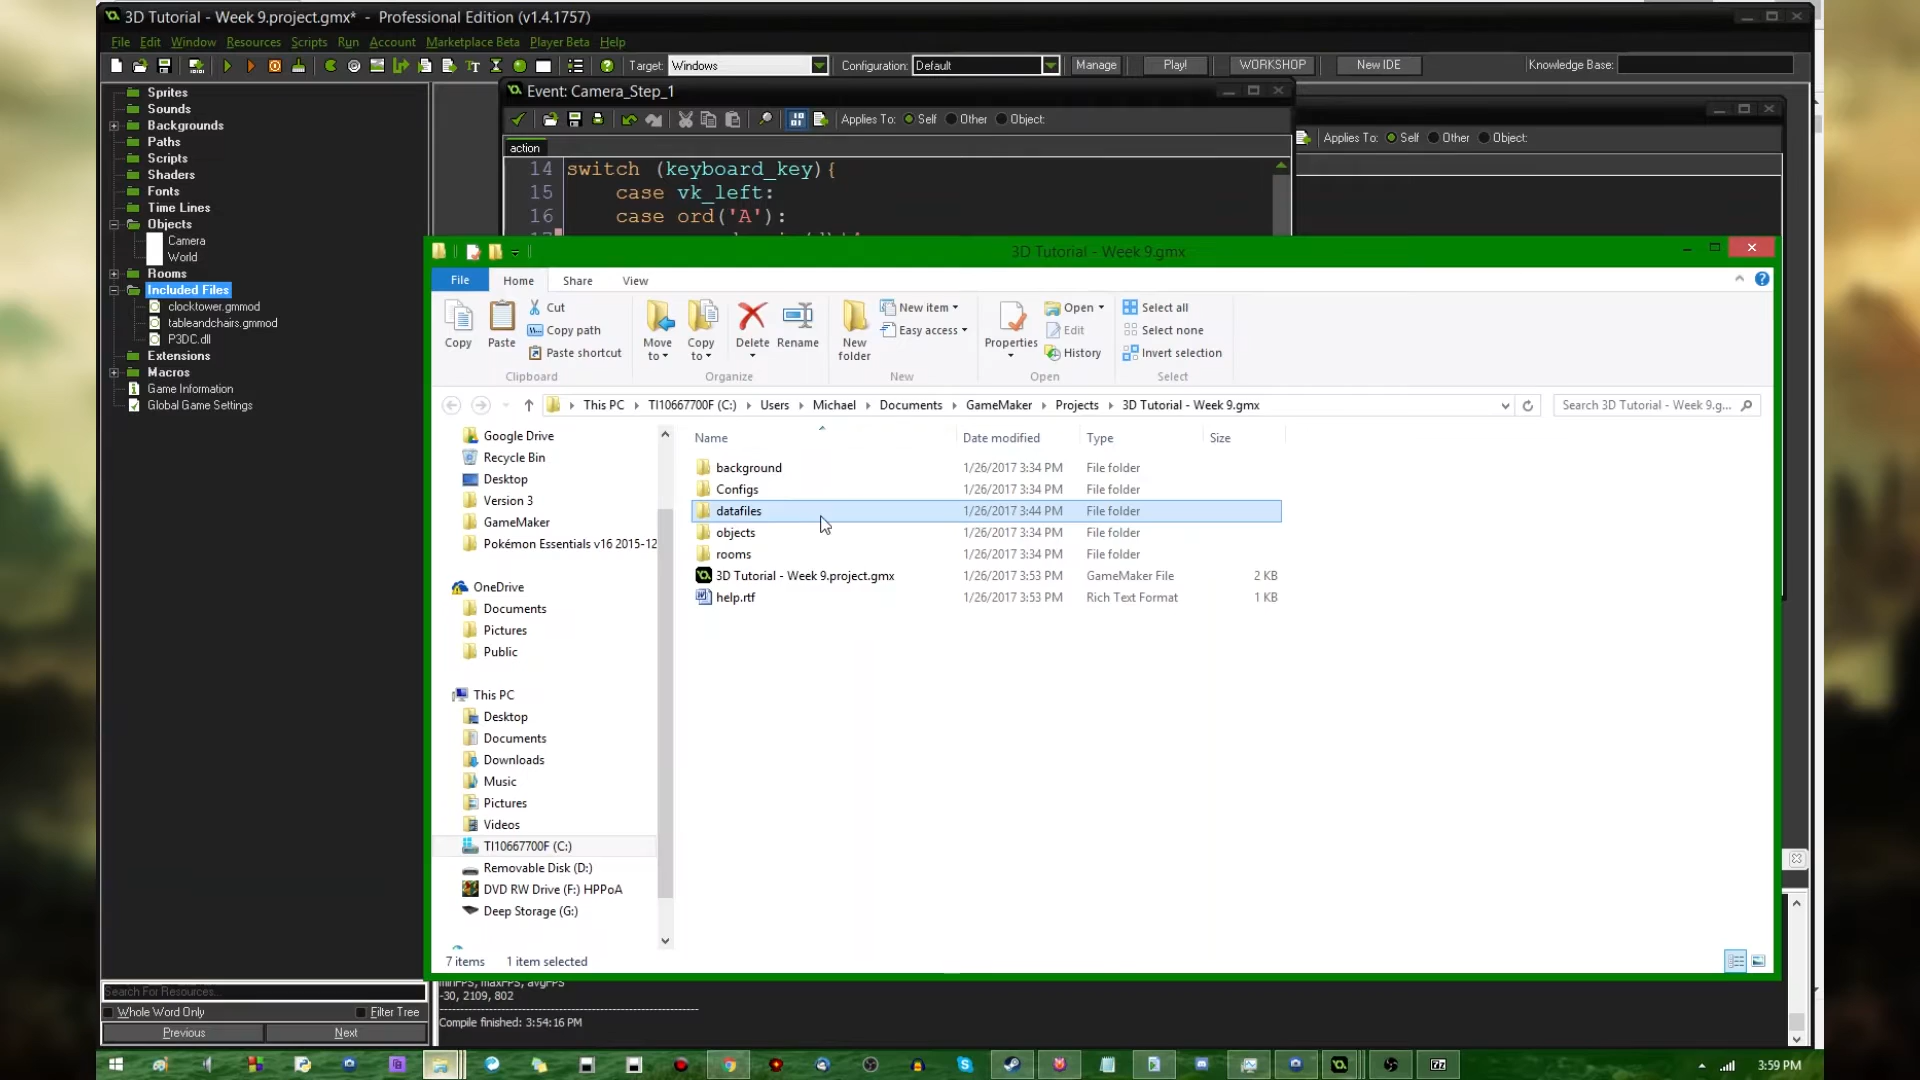 3D Tutorial - Week 9.project.gmx* - Professional Edition (v1.4.1757)
File Edit Window Resources Scripts Run Account Marketplace Beta Player Beta Help
Target: Windows Configuration: Default Manage Play! WORKSHOP New IDE Knowledge Base:
Sprites
Sounds
Backgrounds
Paths
Scripts
Shaders
Fonts
Time Lines
Objects
Camera
World
Rooms
Included Files
clocktower.gmmod
tableandchairs.gmmod
P3DC.dll
Extensions
Macros
Game Information
Global Game Settings
Event: Camera_Step_1
Applies To: Self Other Object:
Applies To: Self Other Object:
action
14 switch (keyboard_key){
15 case vk_left:
16 case ord('A'):
3D Tutorial - Week 9.gmx
File Home Share View
Copy
Paste
Cut
Copy path
Paste shortcut
Clipboard
Move to
Copy to
Delete
Rename
Organize
New folder
New item
Easy access
New
Properties
Open
Edit
History
Open
Select all
Select none
Invert selection
Select
This PC TI10667700F (C:) Users Michael Documents GameMaker Projects 3D Tutorial - Week 9.gmx
Search 3D Tutorial - Week 9.g...
Google Drive
Recycle Bin
Desktop
Version 3
GameMaker
Pokémon Essentials v16 2015-12
OneDrive
Documents
Pictures
Public
This PC
Desktop
Documents
Downloads
Music
Pictures
Videos
TI10667700F (C:)
Removable Disk (D:)
DVD RW Drive (F:) HPPoA
Deep Storage (G:)
Name Date modified Type Size
background 1/26/2017 3:34 PM File folder
Configs 1/26/2017 3:34 PM File folder
datafiles 1/26/2017 3:44 PM File folder
objects 1/26/2017 3:34 PM File folder
rooms 1/26/2017 3:34 PM File folder
3D Tutorial - Week 9.project.gmx 1/26/2017 3:53 PM GameMaker File 2 KB
help.rtf 1/26/2017 3:53 PM Rich Text Format 1 KB
7 items 1 item selected
minFPS, maxFPS, avgFPS
-30, 2109, 802
Compile finished: 3:54:16 PM
Search For Resources...
Whole Word Only Filter Tree
Previous Next
3:59 PM